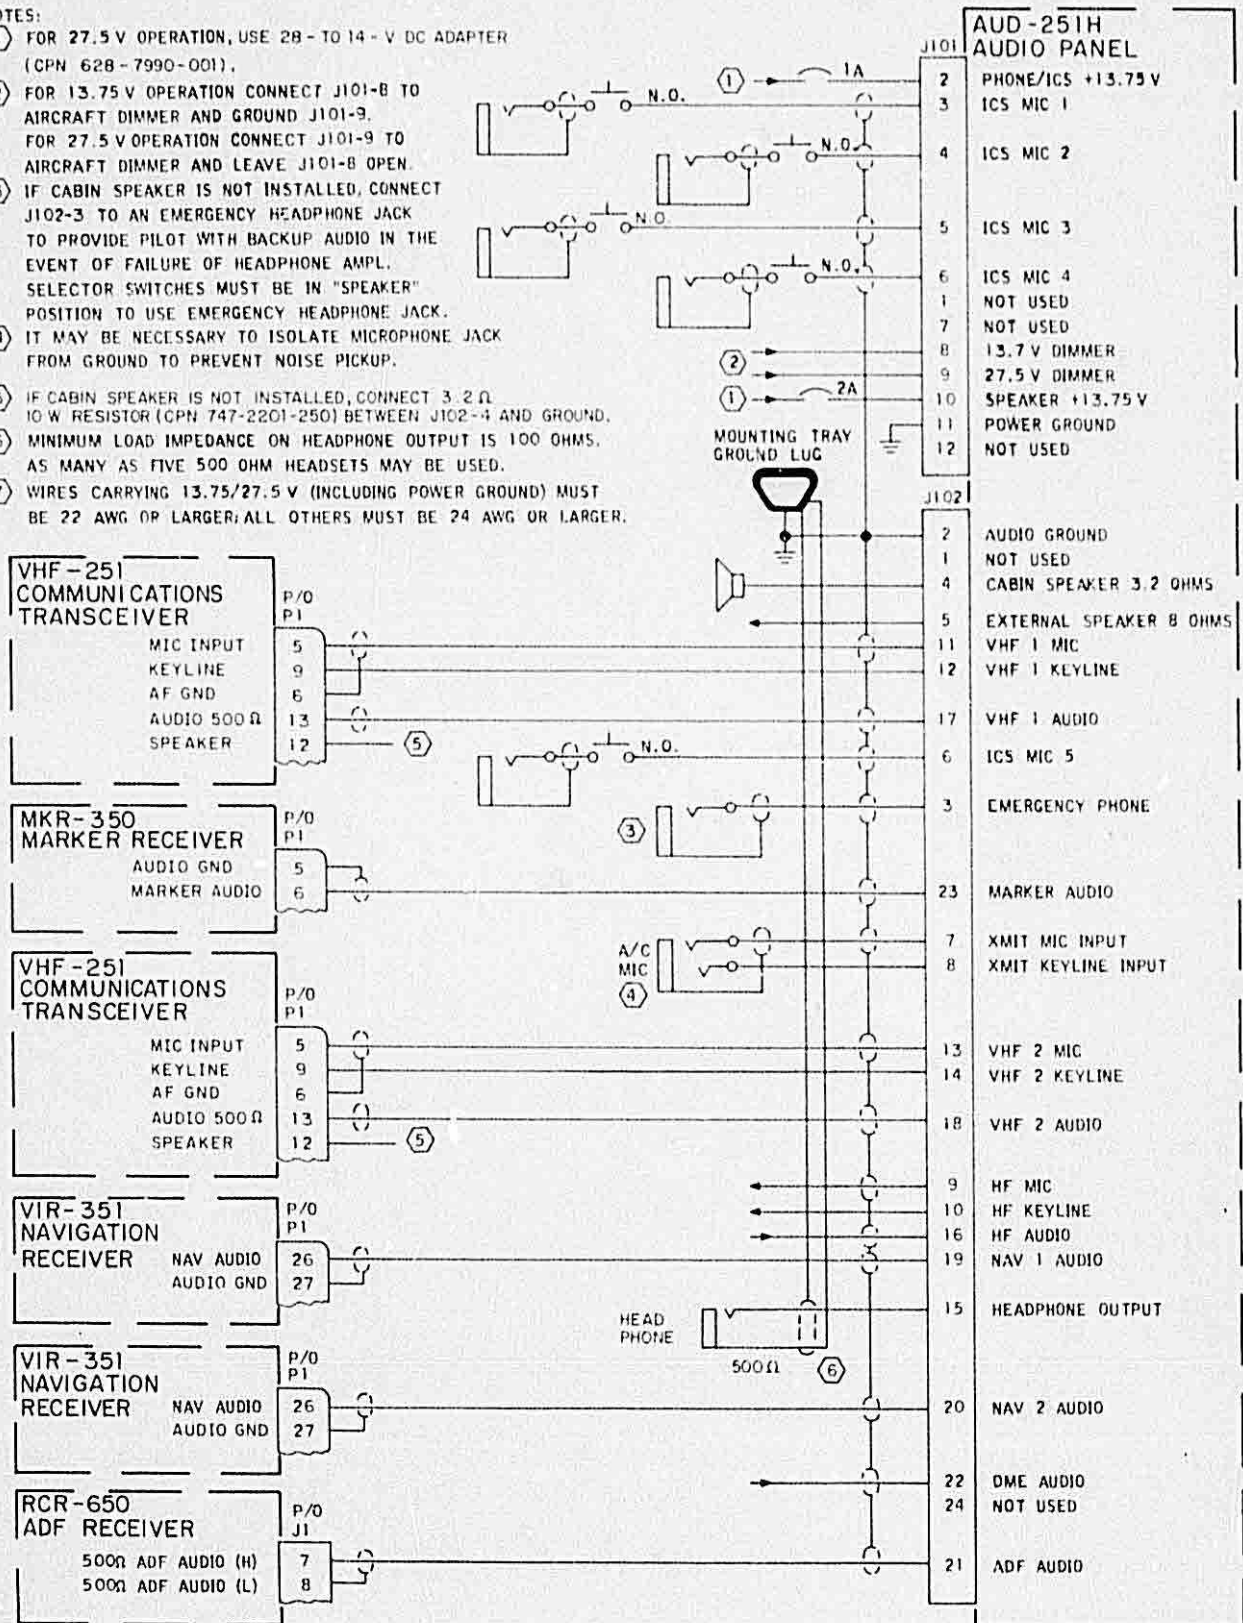 OTES:
FOR 27.5 V OPERATION, USE 28-TO 14-V DC ADAPTER
(CPN 628-7990-001).
FOR 13.75 V OPERATION CONNECT J101-8 TO
AIRCRAFT DIMMER AND GROUND J101-9.
FOR 27.5 V OPERATION CONNECT J101-9 TO
AIRCRAFT DIMMER AND LEAVE J101-8 OPEN.
IF CABIN SPEAKER IS NOT INSTALLED, CONNECT
J102-3 TO AN EMERGENCY HEADPHONE JACK
TO PROVIDE PILOT WITH BACKUP AUDIO IN THE
EVENT OF FAILURE OF HEADPHONE AMPL.
SELECTOR SWITCHES MUST BE IN "SPEAKER"
POSITION TO USE EMERGENCY HEADPHONE JACK.
IT MAY BE NECESSARY TO ISOLATE MICROPHONE JACK
FROM GROUND TO PREVENT NOISE PICKUP.
IF CABIN SPEAKER IS NOT INSTALLED, CONNECT 3.2 Ω
10 W RESISTOR (CPN 747-2201-250) BETWEEN J102-4 AND GROUND.
MINIMUM LOAD IMPEDANCE ON HEADPHONE OUTPUT IS 100 OHMS.
AS MANY AS FIVE 500 OHM HEADSETS MAY BE USED.
WIRES CARRYING 13.75/27.5 V (INCLUDING POWER GROUND) MUST
BE 22 AWG OR LARGER; ALL OTHERS MUST BE 24 AWG OR LARGER.
AUD-251H
AUDIO PANEL
J101
1 1A 2 PHONE/ICS +13.75 V
N.O. 3 ICS MIC 1
N.O. 4 ICS MIC 2
N.O. 5 ICS MIC 3
N.O. 6 ICS MIC 4
1 NOT USED
7 NOT USED
2 8 13.7 V DIMMER
9 27.5 V DIMMER
1 2A 10 SPEAKER +13.75 V
11 POWER GROUND
12 NOT USED
MOUNTING TRAY
GROUND LUG
J102
2 AUDIO GROUND
1 NOT USED
4 CABIN SPEAKER 3.2 OHMS
5 EXTERNAL SPEAKER 8 OHMS
11 VHF 1 MIC
12 VHF 1 KEYLINE
17 VHF 1 AUDIO
N.O. 6 ICS MIC 5
3 3 EMERGENCY PHONE
23 MARKER AUDIO
A/C
MIC
4
7 XMIT MIC INPUT
8 XMIT KEYLINE INPUT
13 VHF 2 MIC
14 VHF 2 KEYLINE
18 VHF 2 AUDIO
9 HF MIC
10 HF KEYLINE
16 HF AUDIO
19 NAV 1 AUDIO
15 HEADPHONE OUTPUT
HEAD
PHONE
500Ω 6
20 NAV 2 AUDIO
22 DME AUDIO
24 NOT USED
21 ADF AUDIO
VHF-251
COMMUNICATIONS
TRANSCEIVER
P/O
P1
MIC INPUT 5
KEYLINE 9
AF GND 6
AUDIO 500Ω 13
SPEAKER 12 5
MKR-350
MARKER RECEIVER
P/O
P1
AUDIO GND 5
MARKER AUDIO 6
VHF-251
COMMUNICATIONS
TRANSCEIVER
P/O
P1
MIC INPUT 5
KEYLINE 9
AF GND 6
AUDIO 500Ω 13
SPEAKER 12 5
VIR-351
NAVIGATION
RECEIVER
P/O
P1
NAV AUDIO 26
AUDIO GND 27
VIR-351
NAVIGATION
RECEIVER
P/O
P1
NAV AUDIO 26
AUDIO GND 27
RCR-650
ADF RECEIVER
P/O
J1
500Ω ADF AUDIO (H) 7
500Ω ADF AUDIO (L) 8